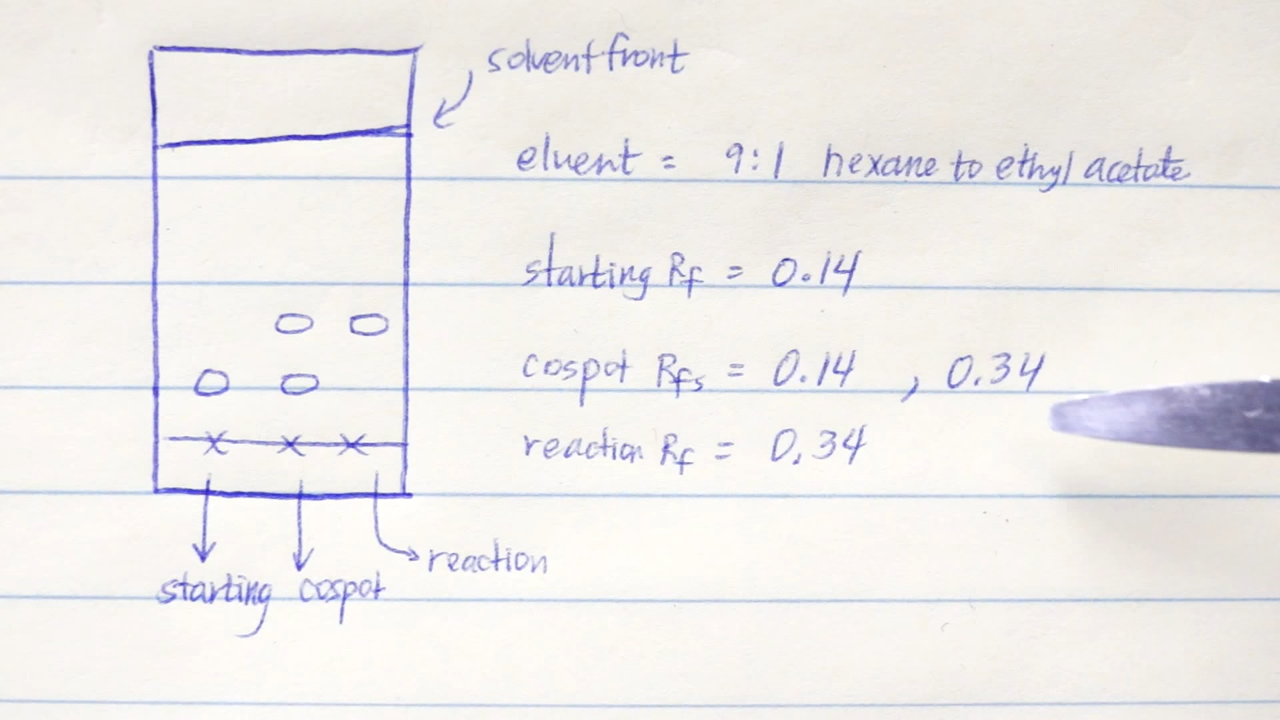 solvent front
eluent = 9:1 hexane to ethyl acetate
starting Rf = 0.14
cospot Rfs = 0.14 , 0.34
reaction Rf = 0.34
reaction
starting cospot